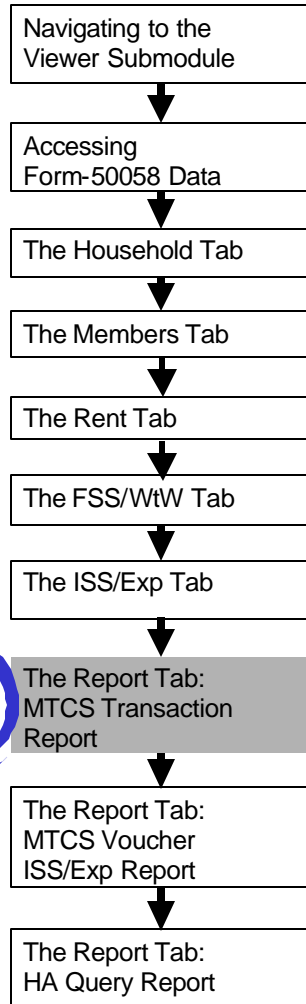 Navigating to the
Viewer Submodule
Accessing
Form-50058 Data
The Household Tab
The Members Tab
The Rent Tab
The FSS/WtW Tab
The ISS/Exp Tab
The Report Tab:
MTCS Transaction
Report
The Report Tab:
MTCS Voucher
ISS/Exp Report
The Report Tab:
HA Query Report